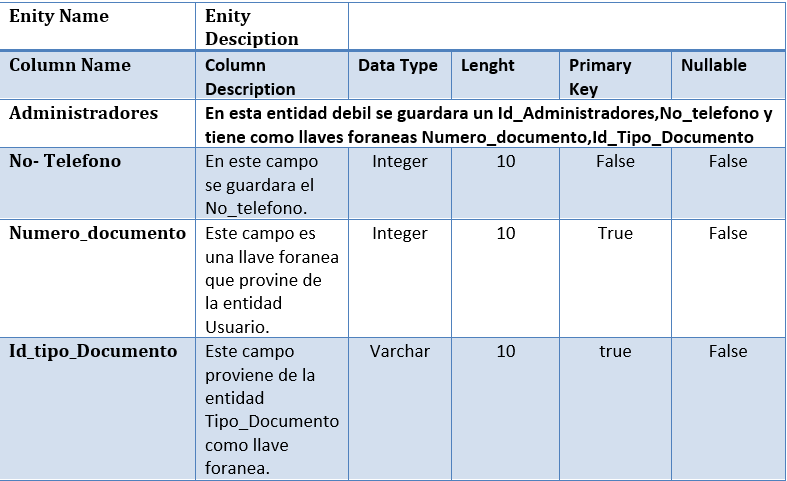 Enity Name
Enity
Desciption
Column Name
Column
Description
Data Type
Lenght
Primary
Key
Nullable
Administradores
En esta entidad debil se guardara un Id_Administradores,No_telefono y
tiene como llaves foraneas Numero_documento,Id_Tipo_Documento
No- Telefono
En este campo
se guardara el
No_telefono.
Integer
10
False
False
Numero_documento
Este campo es
una llave foranea
que provine de
la entidad
Usuario.
Integer
10
True
False
Id_tipo_Documento
Este campo
proviene de la
entidad
Tipo_Documento
como llave
foranea.
Varchar
10
true
False